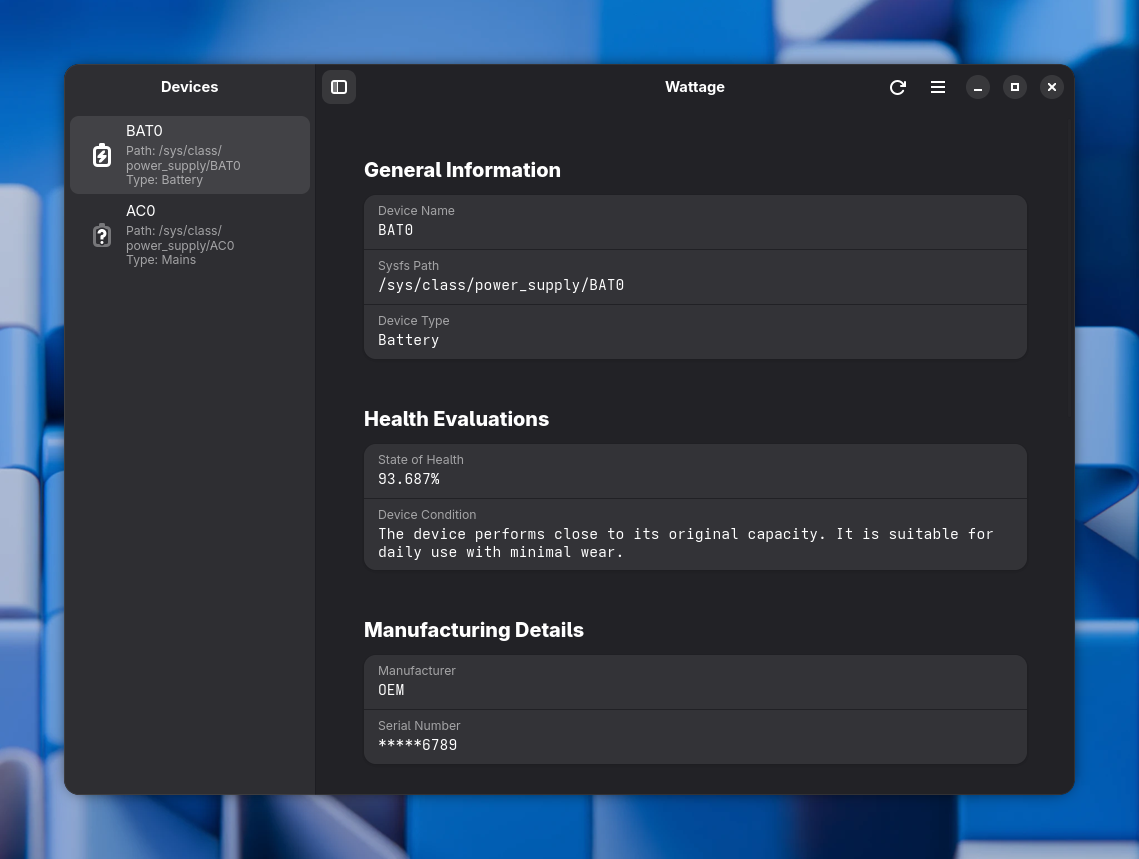 Devices
Wattage
BAT0
Path: /sys/class/
power_supply/BAT0
Type: Battery
AC0
Path: /sys/class/
power_supply/AC0
Type: Mains
General Information
Device Name
BAT0
Sysfs Path
/sys/class/power_supply/BAT0
Device Type
Battery
Health Evaluations
State of Health
93.687%
Device Condition
The device performs close to its original capacity. It is suitable for
daily use with minimal wear.
Manufacturing Details
Manufacturer
OEM
Serial Number
*****6789